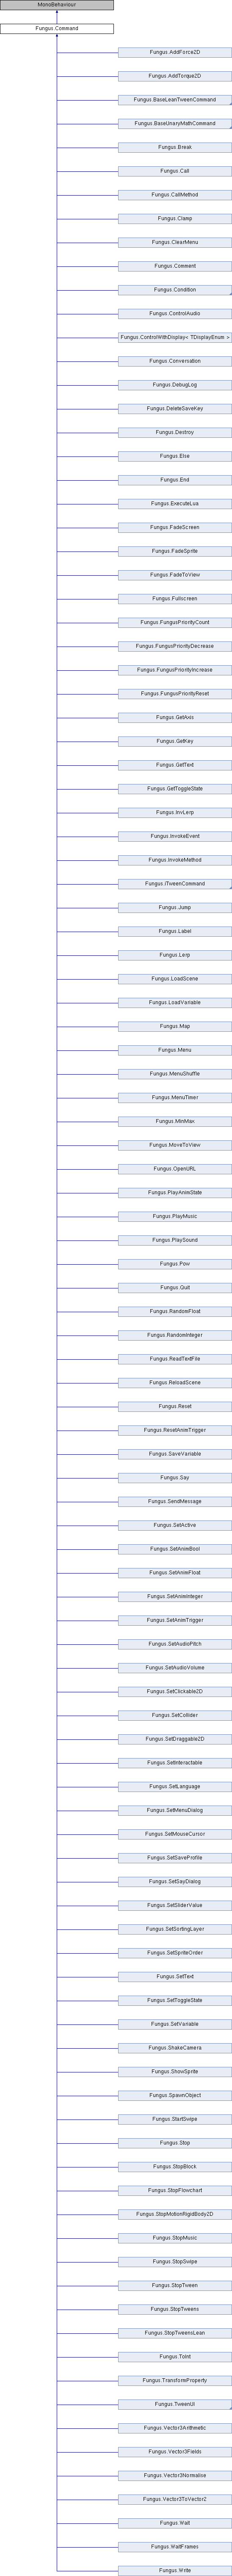 MonoBehaviour
Fungus.Command
Fungus.AddForce2D
Fungus.AddTorque2D
Fungus.BaseLeanTweenCommand
Fungus.BaseUnaryMathCommand
Fungus.Break
Fungus.Call
Fungus.CallMethod
Fungus.Clamp
Fungus.ClearMenu
Fungus.Comment
Fungus.Condition
Fungus.ControlAudio
Fungus.ControlWithDisplay< TDisplayEnum >
Fungus.Conversation
Fungus.DebugLog
Fungus.DeleteSaveKey
Fungus.Destroy
Fungus.Else
Fungus.End
Fungus.ExecuteLua
Fungus.FadeScreen
Fungus.FadeSprite
Fungus.FadeToView
Fungus.Fullscreen
Fungus.FungusPriorityCount
Fungus.FungusPriorityDecrease
Fungus.FungusPriorityIncrease
Fungus.FungusPriorityReset
Fungus.GetAxis
Fungus.GetKey
Fungus.GetText
Fungus.GetToggleState
Fungus.InvLerp
Fungus.InvokeEvent
Fungus.InvokeMethod
Fungus.iTweenCommand
Fungus.Jump
Fungus.Label
Fungus.Lerp
Fungus.LoadScene
Fungus.LoadVariable
Fungus.Map
Fungus.Menu
Fungus.MenuShuffle
Fungus.MenuTimer
Fungus.MinMax
Fungus.MoveToView
Fungus.OpenURL
Fungus.PlayAnimState
Fungus.PlayMusic
Fungus.PlaySound
Fungus.Pow
Fungus.Quit
Fungus.RandomFloat
Fungus.RandomInteger
Fungus.ReadTextFile
Fungus.ReloadScene
Fungus.Reset
Fungus.ResetAnimTrigger
Fungus.SaveVariable
Fungus.Say
Fungus.SendMessage
Fungus.SetActive
Fungus.SetAnimBool
Fungus.SetAnimFloat
Fungus.SetAnimInteger
Fungus.SetAnimTrigger
Fungus.SetAudioPitch
Fungus.SetAudioVolume
Fungus.SetClickable2D
Fungus.SetCollider
Fungus.SetDraggable2D
Fungus.SetInteractable
Fungus.SetLanguage
Fungus.SetMenuDialog
Fungus.SetMouseCursor
Fungus.SetSaveProfile
Fungus.SetSayDialog
Fungus.SetSliderValue
Fungus.SetSortingLayer
Fungus.SetSpriteOrder
Fungus.SetText
Fungus.SetToggleState
Fungus.SetVariable
Fungus.ShakeCamera
Fungus.ShowSprite
Fungus.SpawnObject
Fungus.StartSwipe
Fungus.Stop
Fungus.StopBlock
Fungus.StopFlowchart
Fungus.StopMotionRigidBody2D
Fungus.StopMusic
Fungus.StopSwipe
Fungus.StopTween
Fungus.StopTweens
Fungus.StopTweensLean
Fungus.ToInt
Fungus.TransformProperty
Fungus.TweenUI
Fungus.Vector3Arithmetic
Fungus.Vector3Fields
Fungus.Vector3Normalise
Fungus.Vector3ToVector2
Fungus.Wait
Fungus.WaitFrames
Fungus.Write